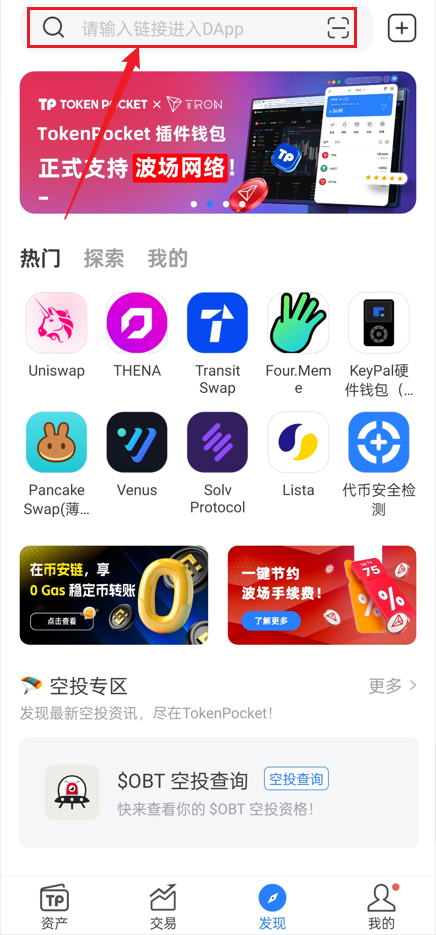 请输入链接进入DApp
TP TOKEN POCKET × TRON
TokenPocket 插件钱包
正式支持 波场网络!
TP
热门 探索 我的
Uniswap
THENA
Transit
Swap
Four.Mem
e
KeyPal硬
件钱包（...
Pancake
Swap(薄...
Venus
Solv
Protocol
Lista
代币安全检
测
在币安链，享
0 Gas 稳定币转账
点击查看
0
一键节约
波场手续费！
了解更多
Up to
75
%
%
空投专区
更多 >
发现最新空投资讯，尽在TokenPocket！
$OBT 空投查询
空投查询
快来查看你的 $OBT 空投资格！
TP
资产
交易
发现
我的